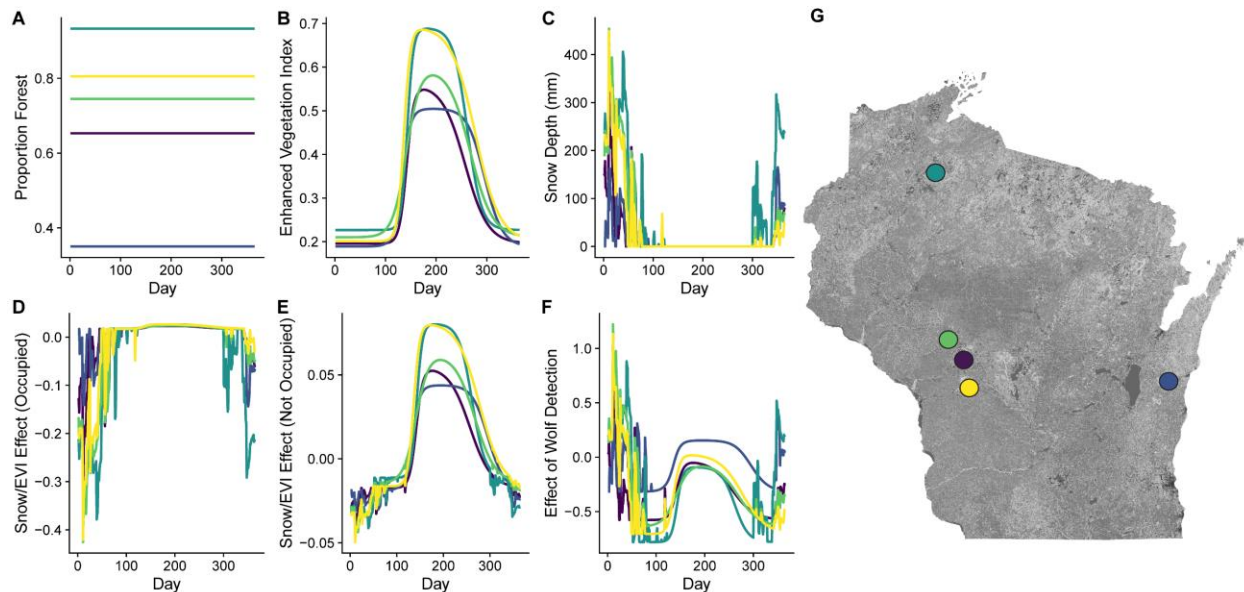 A
Proportion Forest
0.8
0.6
0.4
0
100
200
300
Day
B
Enhanced Vegetation Index
0.7
0.6
0.5
0.4
0.3
0.2
0
100
200
300
Day
C
Snow Depth (mm)
400
300
200
100
0
0
100
200
300
Day
G
D
Snow/EVI Effect (Occupied)
0.0
−0.1
−0.2
−0.3
−0.4
0
100
200
300
Day
E
Snow/EVI Effect (Not Occupied)
0.05
0.00
−0.05
0
100
200
300
Day
F
Effect of Wolf Detection
1.0
0.5
0.0
−0.5
0
100
200
300
Day